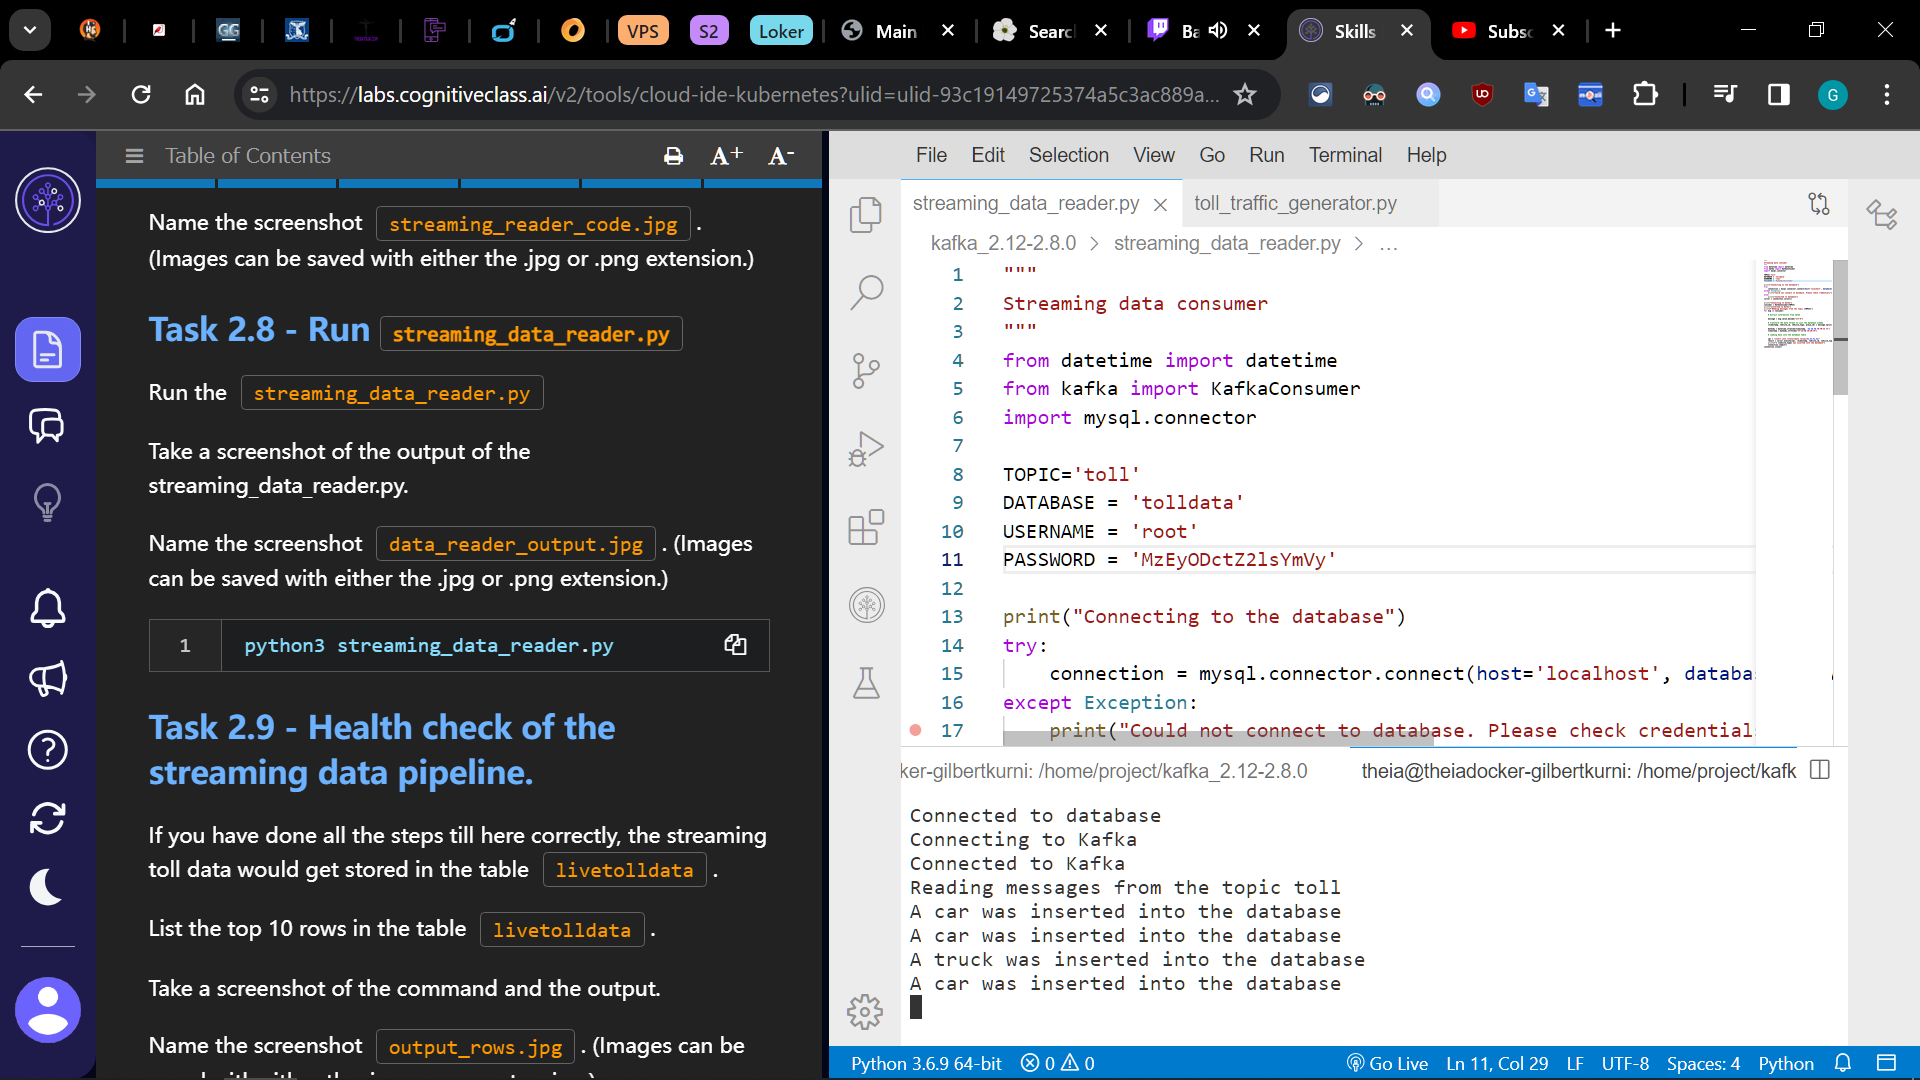 GG
VPS
S2
Loker
Main
Searc
Ba
Skills
Subsc
https://labs.cognitiveclass.ai/v2/tools/cloud-ide-kubernetes?ulid=ulid-93c19149725374a5c3ac889a...
G
Table of Contents
A+ A-
Name the screenshot streaming_reader_code.jpg .
(Images can be saved with either the .jpg or .png extension.)
Task 2.8 - Run streaming_data_reader.py
Run the streaming_data_reader.py
Take a screenshot of the output of the
streaming_data_reader.py.
Name the screenshot data_reader_output.jpg . (Images
can be saved with either the .jpg or .png extension.)
1 python3 streaming_data_reader.py
Task 2.9 - Health check of the
streaming data pipeline.
If you have done all the steps till here correctly, the streaming
toll data would get stored in the table livetolldata .
List the top 10 rows in the table livetolldata .
Take a screenshot of the command and the output.
Name the screenshot output_rows.jpg . (Images can be
File Edit Selection View Go Run Terminal Help
streaming_data_reader.py toll_traffic_generator.py
kafka_2.12-2.8.0 > streaming_data_reader.py > ...
1 """
2 Streaming data consumer
3 """
4 from datetime import datetime
5 from kafka import KafkaConsumer
6 import mysql.connector
7
8 TOPIC='toll'
9 DATABASE = 'tolldata'
10 USERNAME = 'root'
11 PASSWORD = 'MzEyODctZ2lsYmVy'
12
13 print("Connecting to the database")
14 try:
15 connection = mysql.connector.connect(host='localhost', databa
16 except Exception:
17 print("Could not connect to database. Please check credential
ker-gilbertkurni: /home/project/kafka_2.12-2.8.0 theia@theiadocker-gilbertkurni: /home/project/kafk
Connected to database
Connecting to Kafka
Connected to Kafka
Reading messages from the topic toll
A car was inserted into the database
A car was inserted into the database
A truck was inserted into the database
A car was inserted into the database
Python 3.6.9 64-bit 0 0 Go Live Ln 11, Col 29 LF UTF-8 Spaces: 4 Python